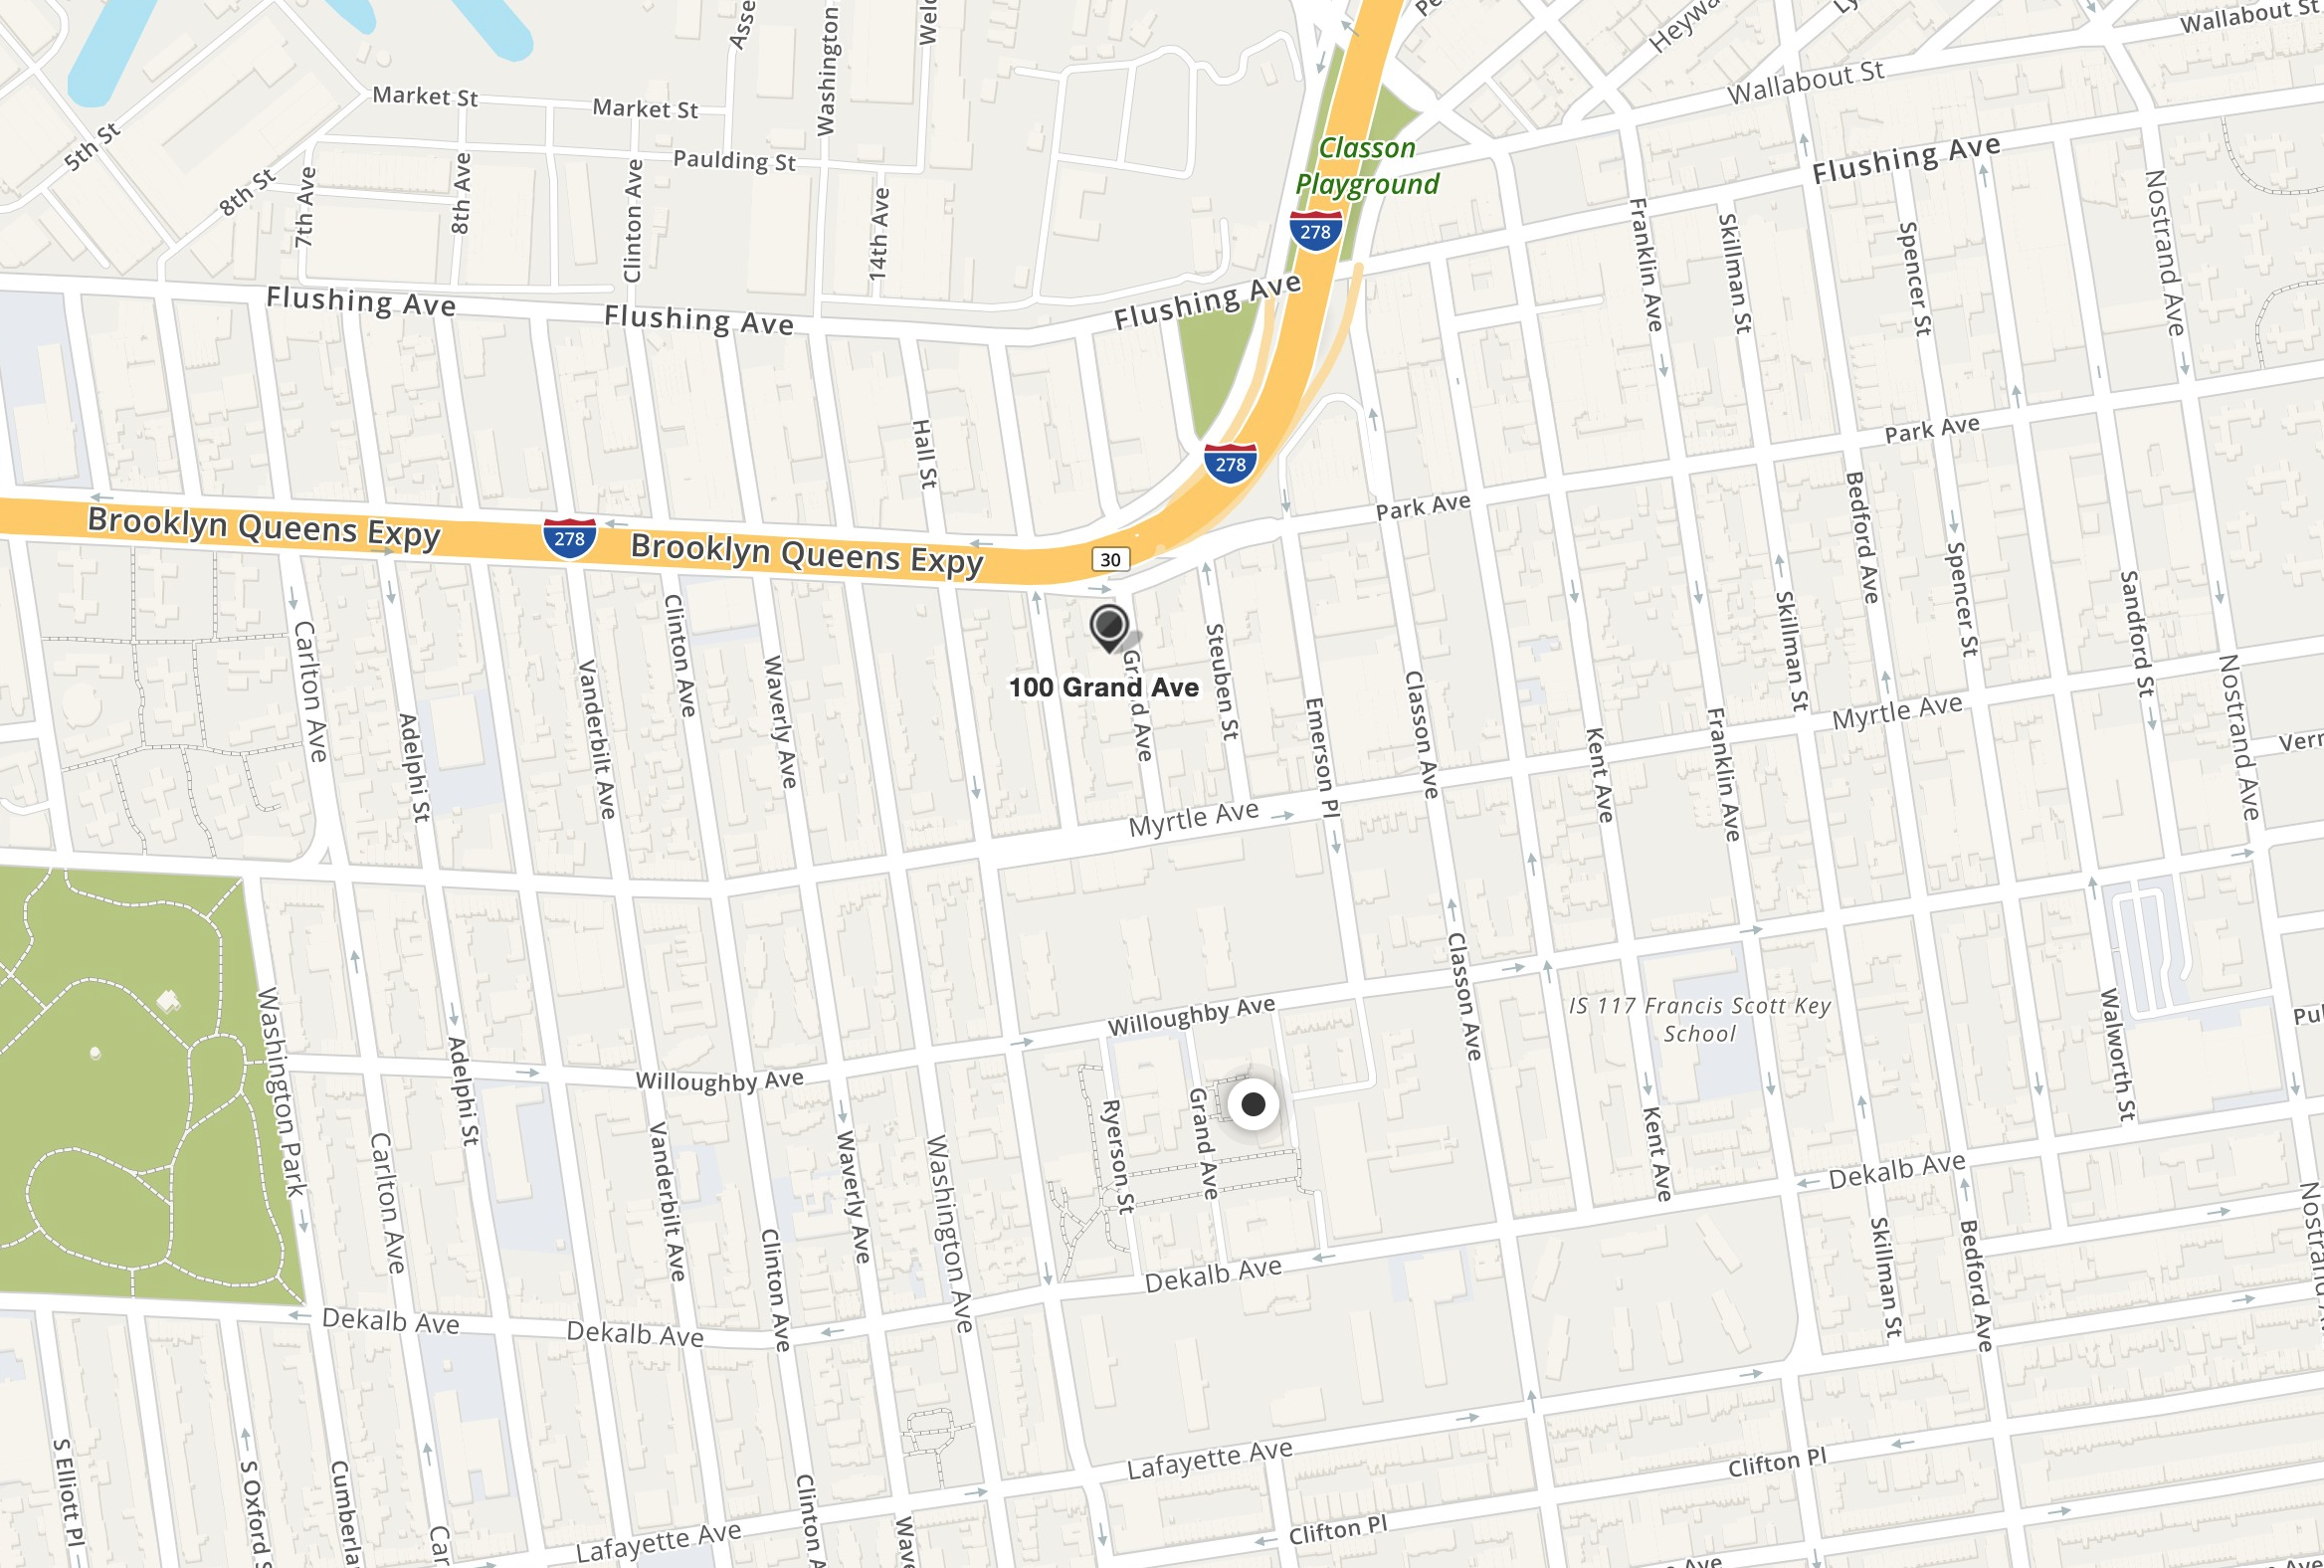 Wallabout St
Market St
Market St
Washington
Wallabout St
5th St
Paulding St
Classon
Playground
Flushing Ave
8th St
7th Ave
8th Ave
Clinton Ave
14th Ave
278
Franklin Ave
Skillman St
Spencer St
Nostrand Ave
Flushing Ave
Flushing Ave
Flushing Ave
Hall St
278
Park Ave
Park Ave
Bedford Ave
Brooklyn Queens Expy
278
Brooklyn Queens Expy
30
Carlton Ave
Adelphi St
Vanderbilt Ave
Clinton Ave
Waverly Ave
100 Grand Ave
Grand Ave
Steuben St
Emerson Pl
Classon Ave
Kent Ave
Franklin Ave
Skillman St
Spencer St
Sandford St
Nostrand Ave
Myrtle Ave
Myrtle Ave
Washington Park
Willoughby Ave
Willoughby Ave
Classon Ave
IS 117 Francis Scott Key
School
Walworth St
Adelphi St
Carlton Ave
Vanderbilt Ave
Clinton Ave
Waverly Ave
Washington Ave
Ryerson St
Grand Ave
Kent Ave
Dekalb Ave
Dekalb Ave
Dekalb Ave
Dekalb Ave
Skillman St
Bedford Ave
S Elliott Pl
S Oxford S
Lafayette Ave
Lafayette Ave
Clifton Pl
Clifton Pl